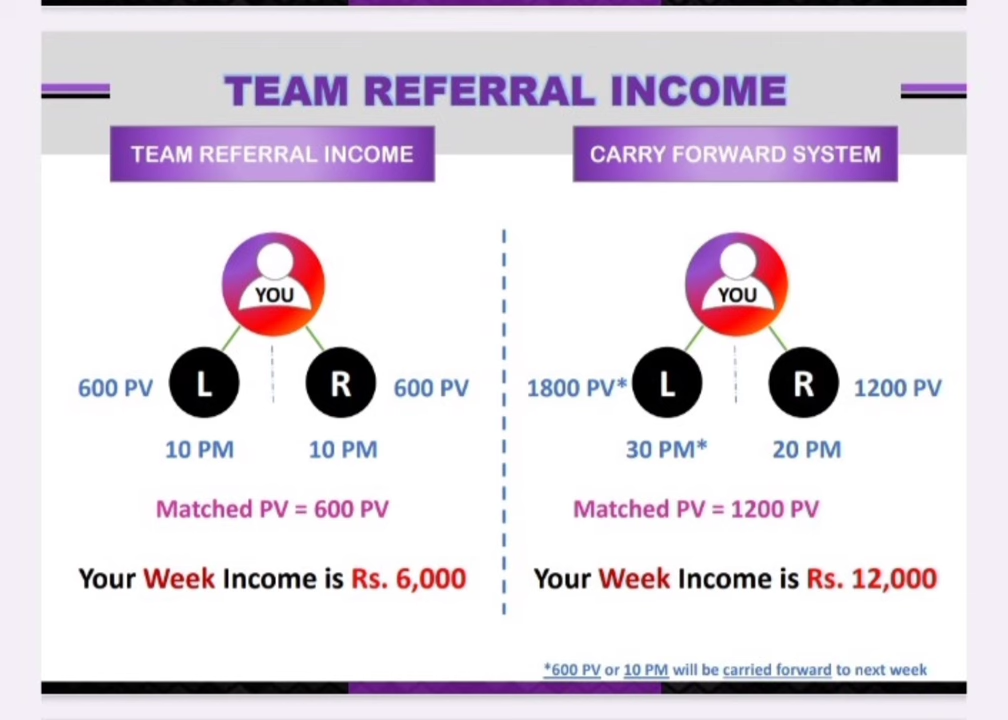 TEAM REFERRAL INCOME
TEAM REFERRAL INCOME
YOU
600 PV L R 600 PV
10 PM 10 PM
Matched PV = 600 PV
Your Week Income is Rs. 6,000
CARRY FORWARD SYSTEM
YOU
1800 PV* L R 1200 PV
30 PM* 20 PM
Matched PV = 1200 PV
Your Week Income is Rs. 12,000
*600 PV or 10 PM will be carried forward to next week